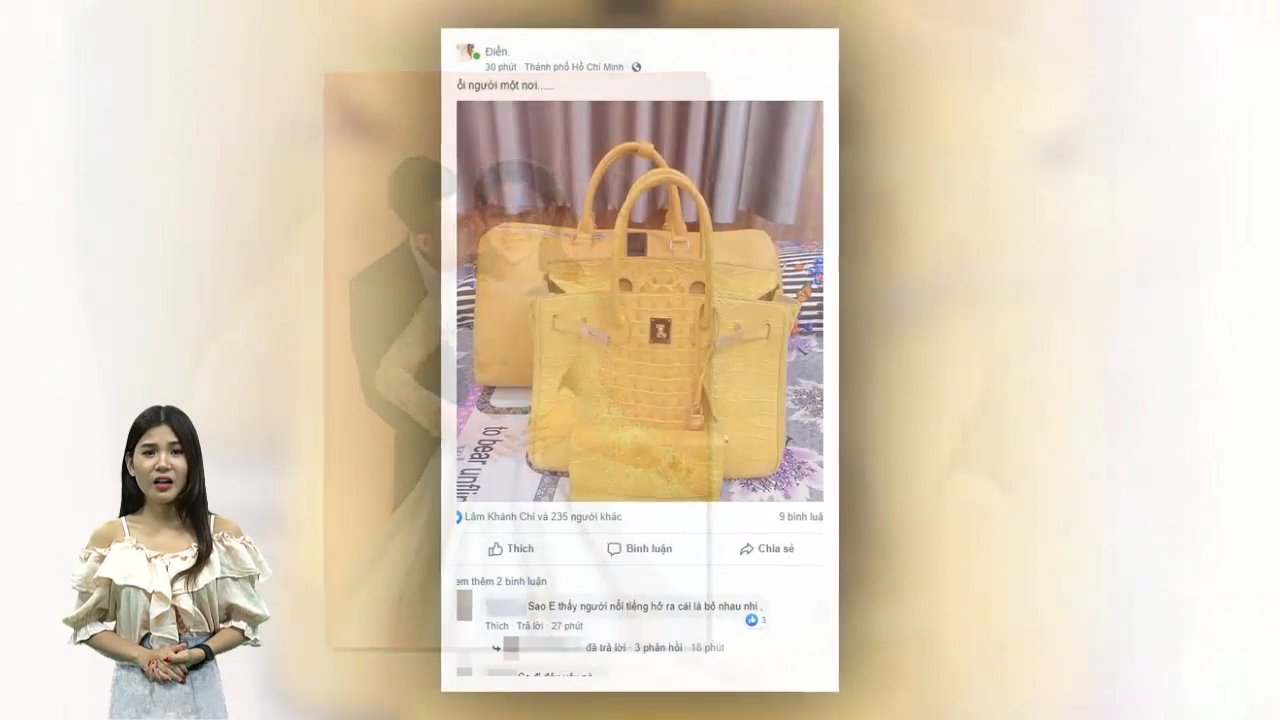 Điền.
30 phút · Thành phố Hồ Chí Minh ·
ỗi người một nơi......
to bear
Lâm Khánh Chi và 235 người khác
9 bình luậ
Thích
Bình luận
Chia sẻ
em thêm 2 bình luận
Sao E thấy người nổi tiếng hở ra cái là bỏ nhau nhỉ ,
3
Thích · Trả lời · 27 phút
đã trả lời · 3 phản hồi 18 phút